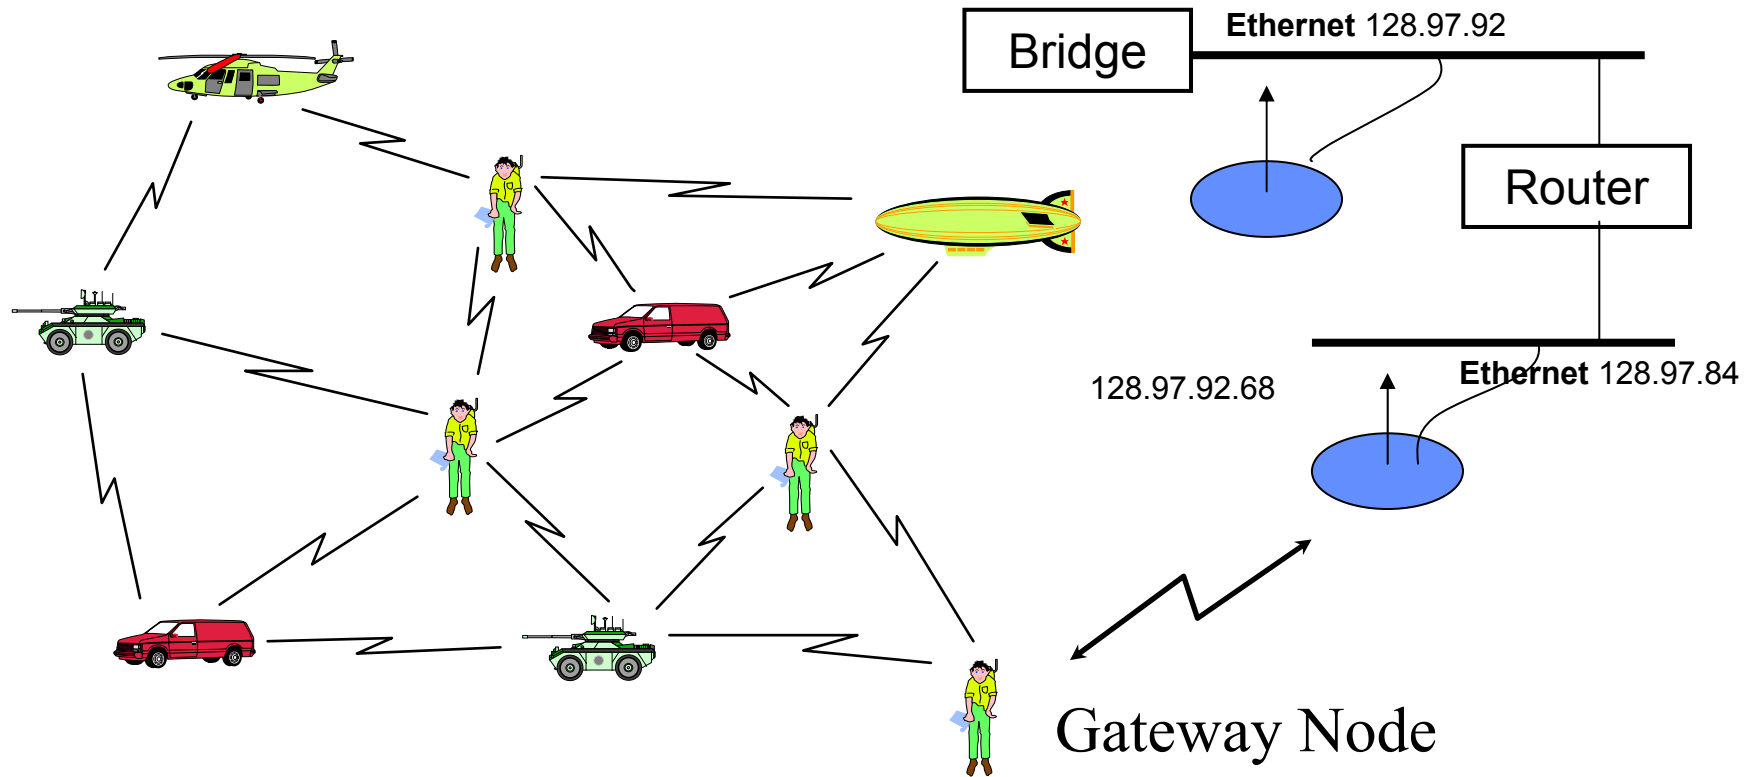 Ethernet 128.97.92
Bridge
Router
Ethernet 128.97.84
128.97.92.68
Gateway Node